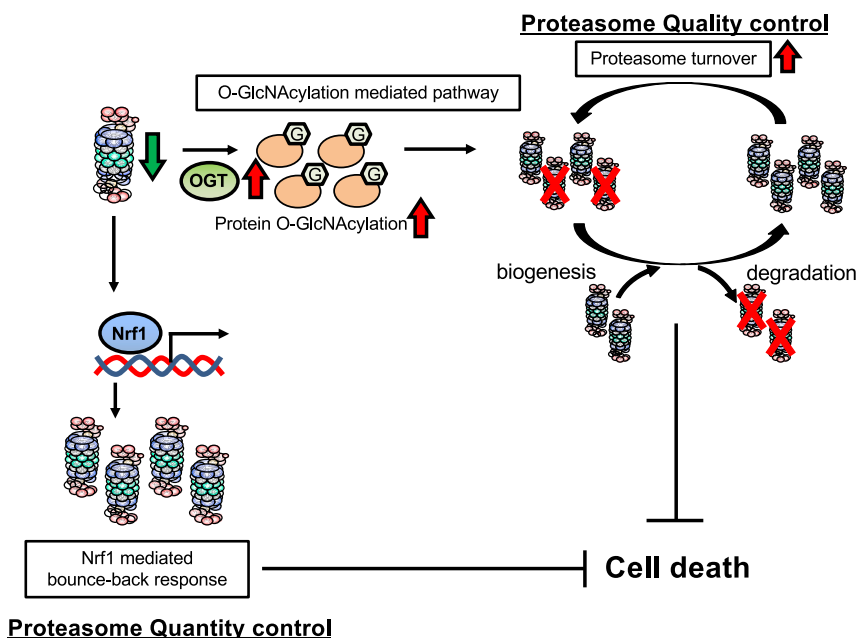 Proteasome Quality control
Proteasome turnover
O-GlcNAcylation mediated pathway
G
G
G
G
OGT
Protein O-GlcNAcylation
biogenesis
degradation
Nrf1
Nrf1 mediated
bounce-back response
Cell death
Proteasome Quantity control